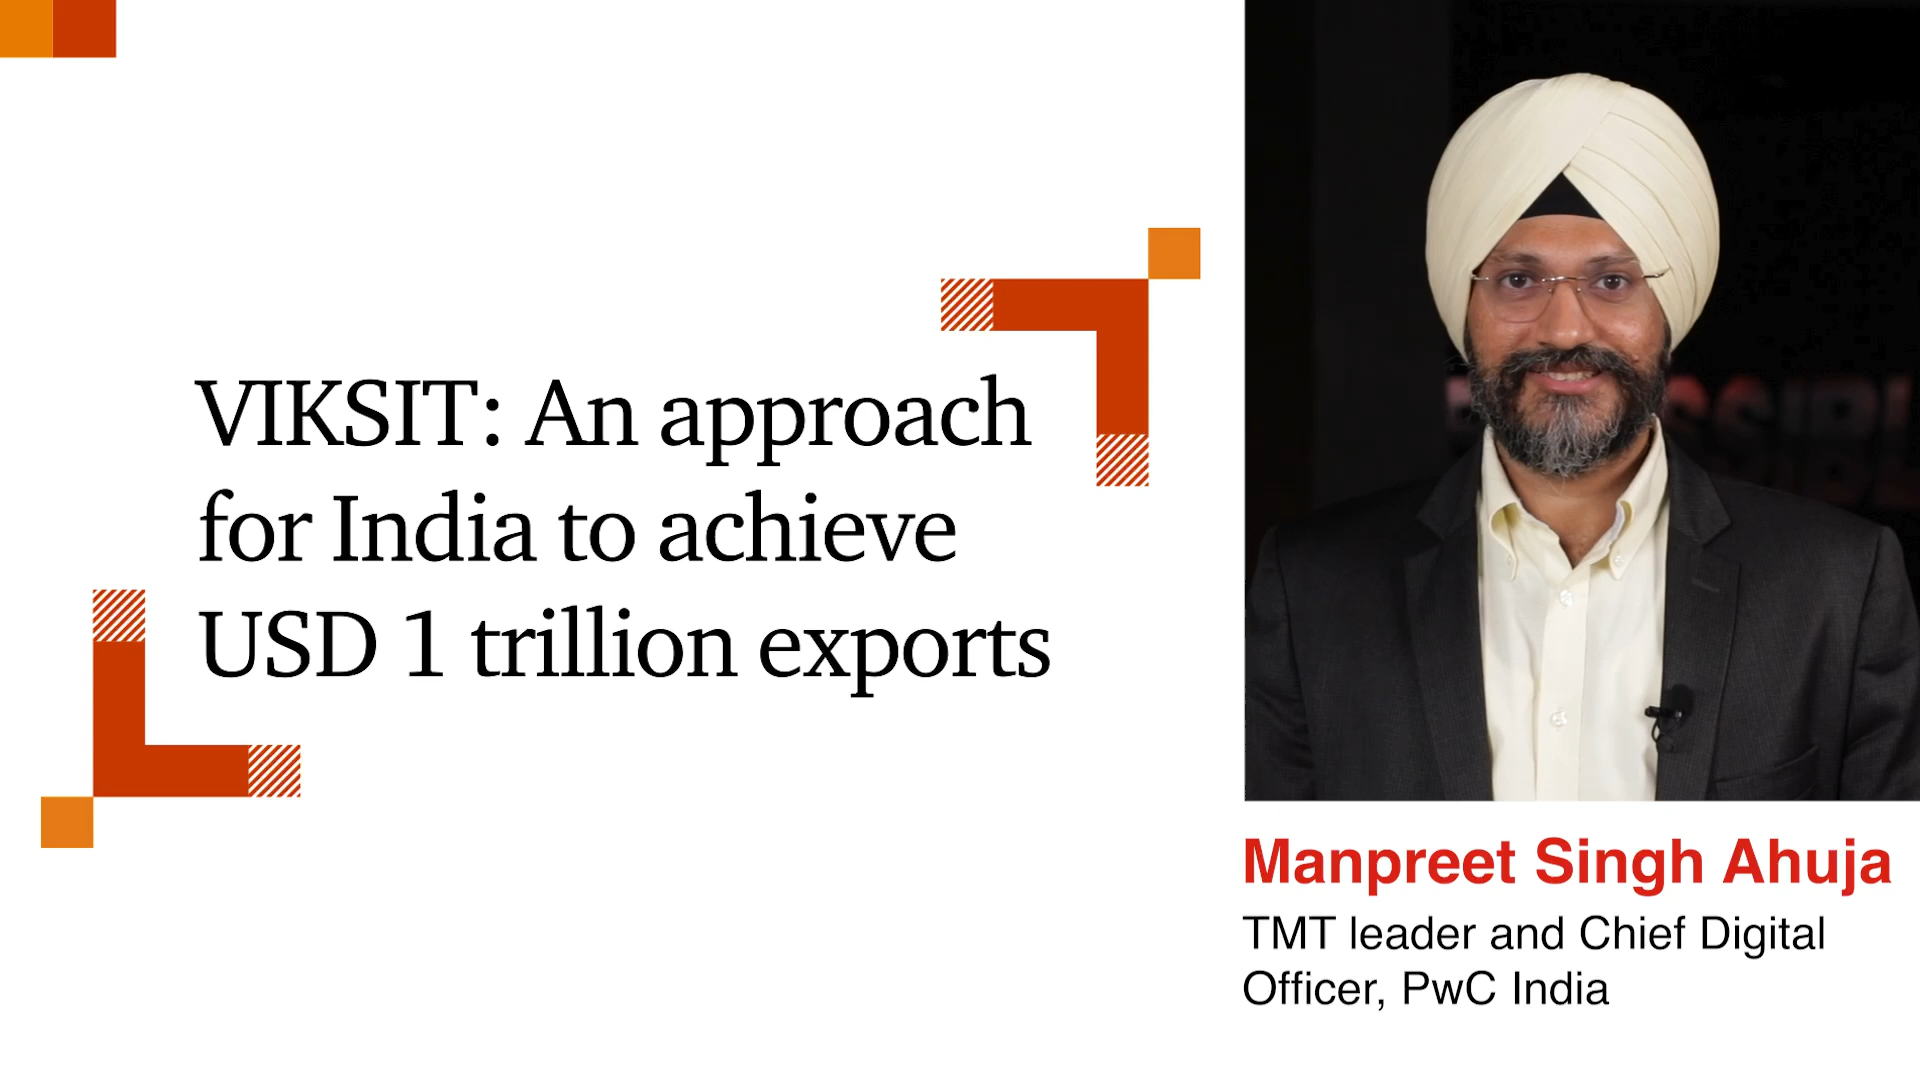 VIKSIT: An approach
for India to achieve
USD 1 trillion exports
Manpreet Singh Ahuja
TMT leader and Chief Digital
Officer, PwC India